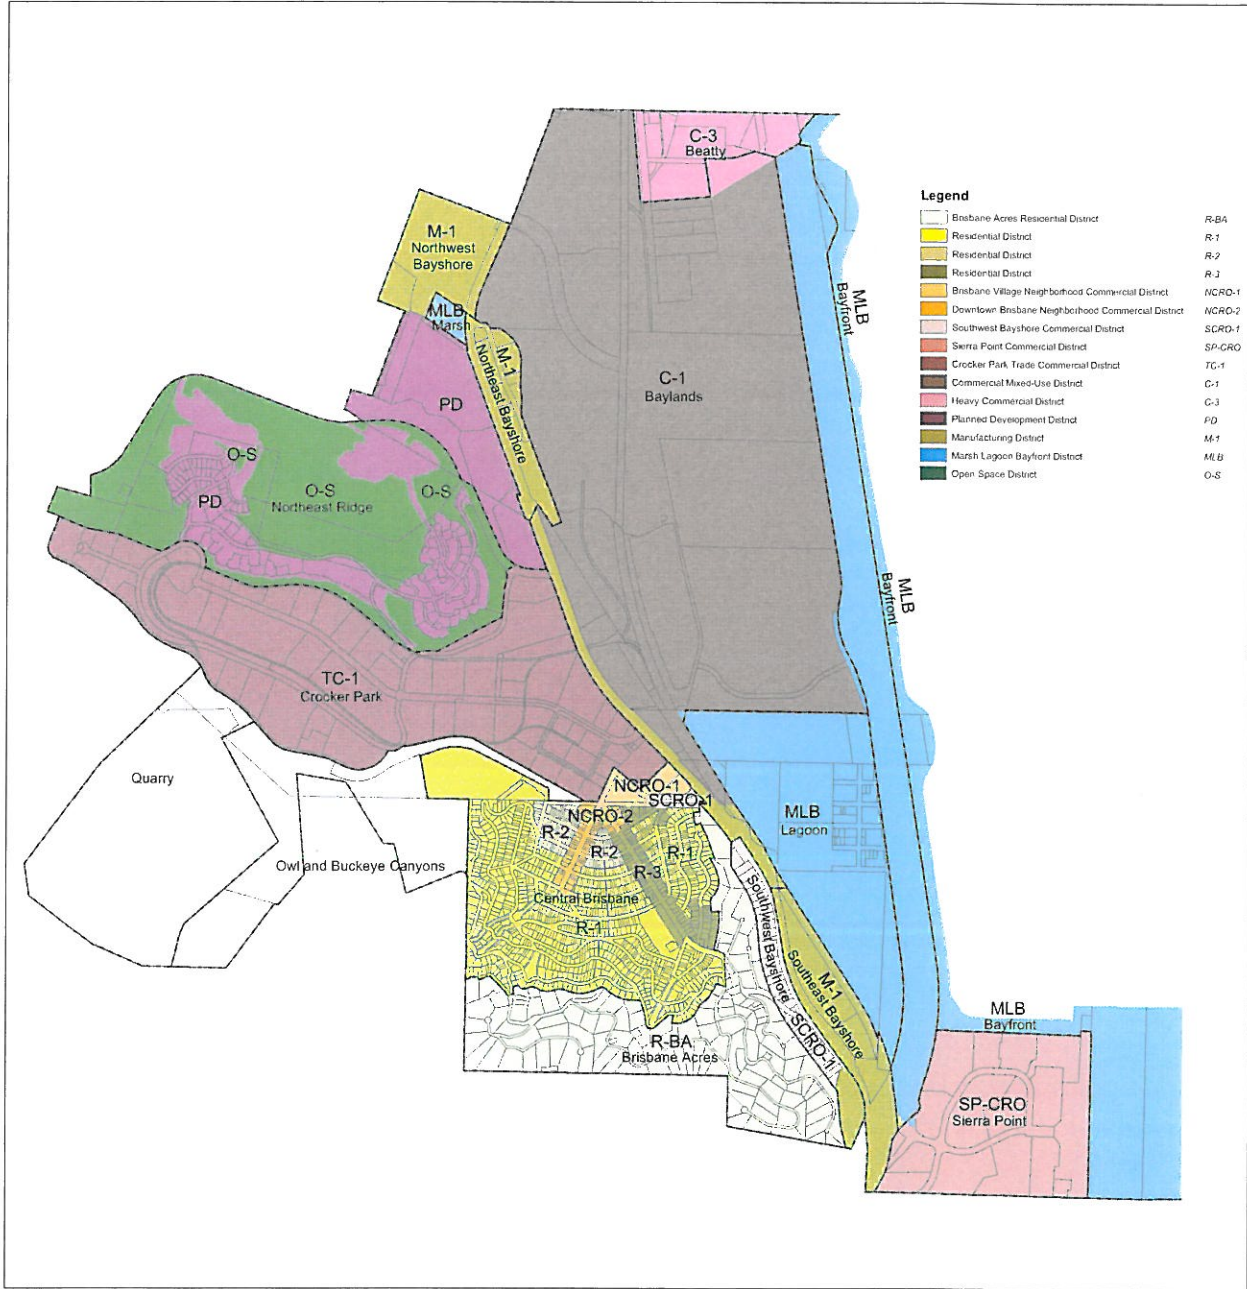 C-3
Beatty
Legend
Brisbane Acres Residential District R-BA
Residential District R-1
Residential District R-2
Residential District R-3
Brisbane Village Neighborhood Commercial District NCRO-1
Downtown Brisbane Neighborhood Commercial District NCRO-2
Southwest Bayshore Commercial District SCRO-1
Sierra Point Commercial District SP-CRO
Crocker Park Trade Commercial District TC-1
Commercial Mixed-Use District C-1
Heavy Commercial District C-3
Planned Development District PD
Manufacturing District M-1
Marsh Lagoon Bayfront District MLB
Open Space District O-S
M-1
Northwest
Bayshore
MLB
Bayfront
MLB
Marsh
M-1
Northeast Bayshore
C-1
Baylands
PD
O-S
O-S
Northeast Ridge
O-S
PD
MLB
Bayfront
TC-1
Crocker Park
Quarry
NCRO-1
SCRO-1
NCRO-2
R-2
R-2
R-1
R-3
MLB
Lagoon
Owl and Buckeye Canyons
Central Brisbane
R-1
Southwest Bayshore
SCRO-1
M-1
Southeast Bayshore
R-BA
Brisbane Acres
MLB
Bayfront
SP-CRO
Sierra Point